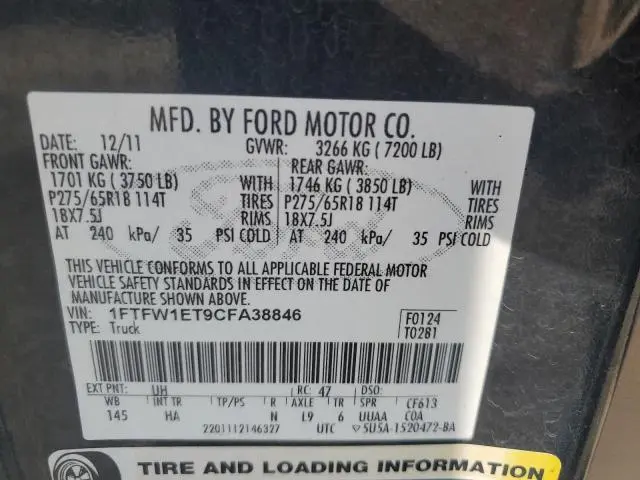 MFD. BY FORD MOTOR CO.
DATE: 12/11 GVWR: 3266 KG ( 7200 LB)
FRONT GAWR: REAR GAWR:
1701 KG ( 3750 LB) WITH 1746 KG ( 3850 LB) WITH
P275/65R18 114T TIRES P275/65R18 114T TIRES
18X7.5J RIMS 18X7.5J RIMS
AT 240 kPa/ 35 PSI COLD AT 240 kPa/ 35 PSI COLD
THIS VEHICLE CONFORMS TO ALL APPLICABLE FEDERAL MOTOR
VEHICLE SAFETY STANDARDS IN EFFECT ON THE DATE OF
MANUFACTURE SHOWN ABOVE.
VIN: 1FTFW1ET9CFA38846 F0124
TYPE: Truck T0281
EXT PNT: UH RC: 47 DSO:
WB INT TR TP/PS R AXLE TR SPR CF613
145 HA N L9 6 UUAA COA
2201112146327 UTC 5U5A-1520472-BA
TIRE AND LOADING INFORMATION